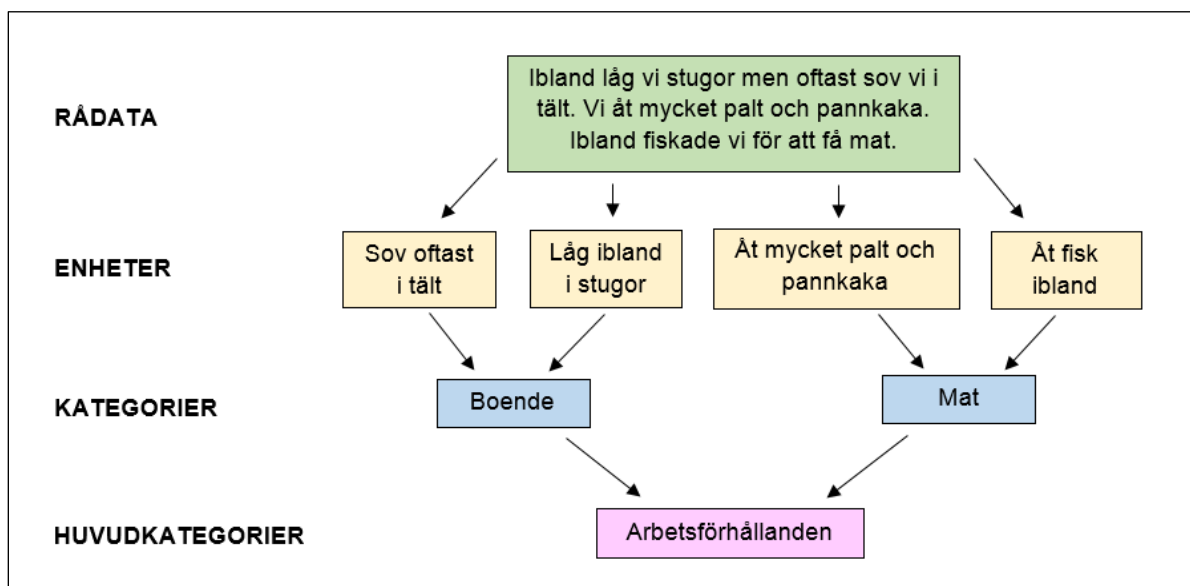 RÅDATA
Ibland låg vi stugor men oftast sov vi i
tält. Vi åt mycket palt och pannkaka.
Ibland fiskade vi för att få mat.
ENHETER
Sov oftast
i tält
Låg ibland
i stugor
Åt mycket palt och
pannkaka
Åt fisk
ibland
KATEGORIER
Boende
Mat
HUVUDKATEGORIER
Arbetsförhållanden